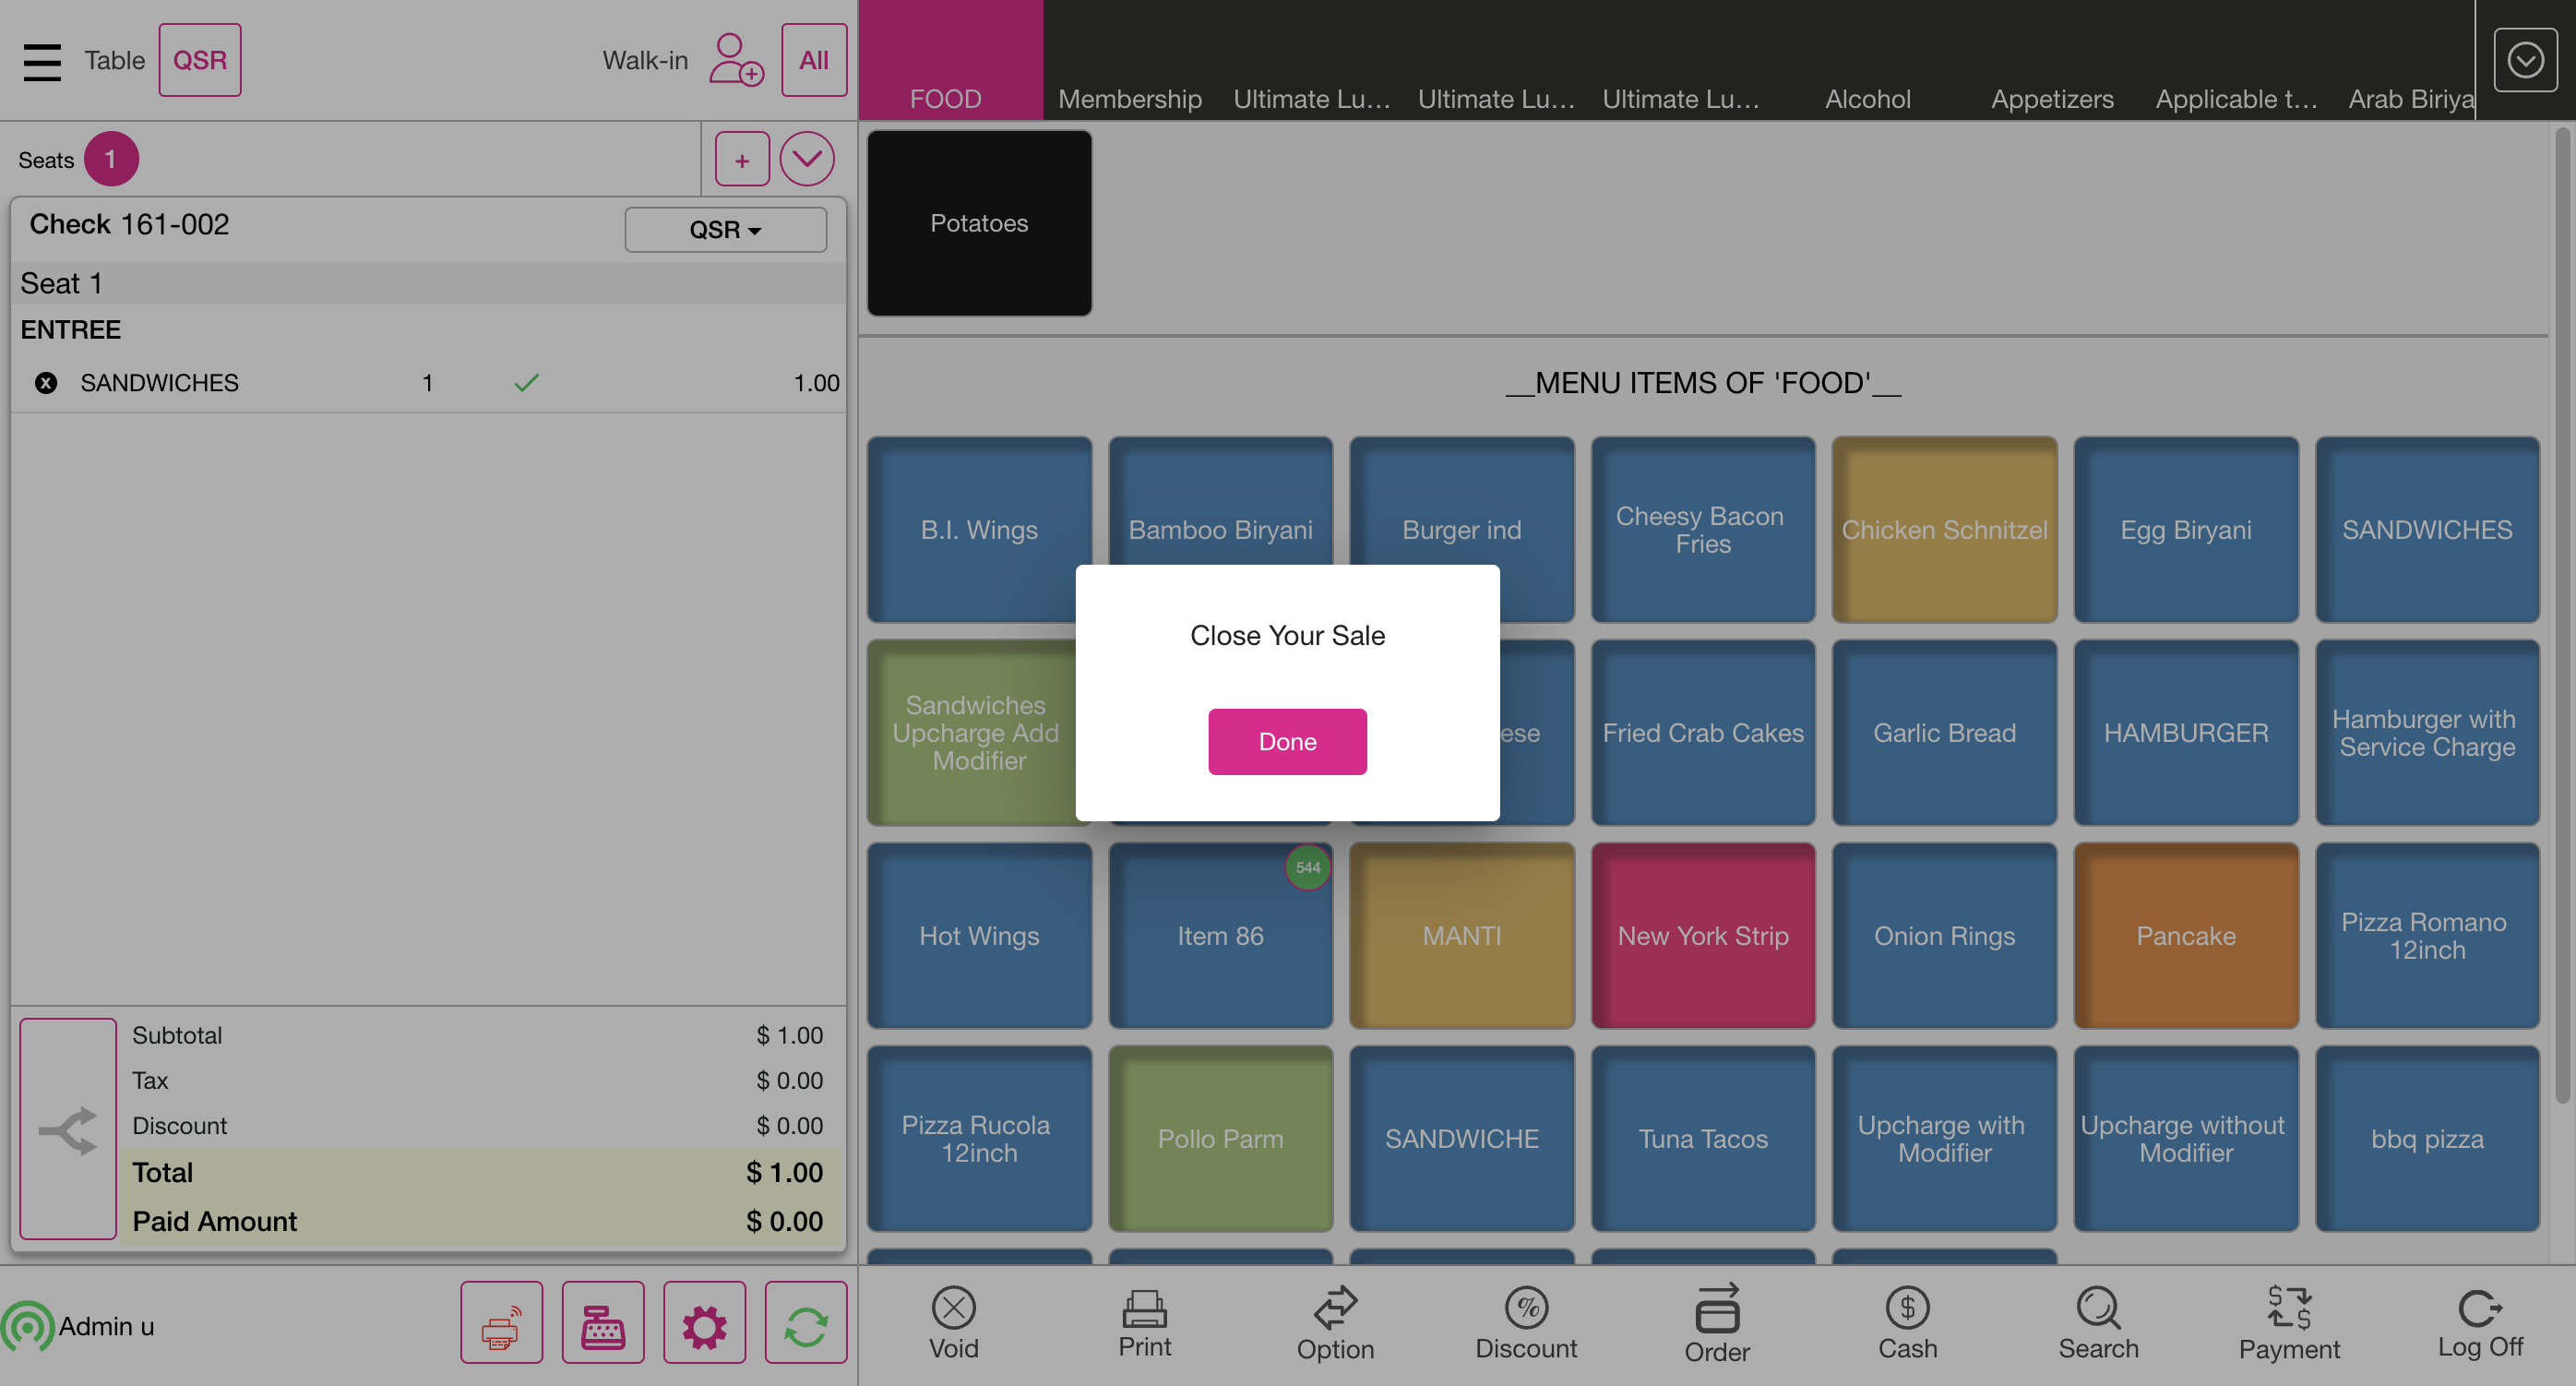 Table QSR Walk-in All
FOOD Membership Ultimate Lu... Ultimate Lu... Ultimate Lu... Alcohol Appetizers Applicable t... Arab Biriya
Seats 1 +
Check 161-002 QSR
Seat 1
ENTREE
SANDWICHES 1 1.00
Subtotal $ 1.00
Tax $ 0.00
Discount $ 0.00
Total $ 1.00
Paid Amount $ 0.00
Admin u
Potatoes
__MENU ITEMS OF 'FOOD'__
B.I. Wings
Bamboo Biryani
Burger ind
Cheesy Bacon
Fries
Chicken Schnitzel
Egg Biryani
SANDWICHES
Close Your Sale
Done
Sandwiches
Upcharge Add
Modifier
ese
Fried Crab Cakes
Garlic Bread
HAMBURGER
Hamburger with
Service Charge
Hot Wings
544
Item 86
MANTI
New York Strip
Onion Rings
Pancake
Pizza Romano
12inch
Pizza Rucola
12inch
Pollo Parm
SANDWICHE
Tuna Tacos
Upcharge with
Modifier
Upcharge without
Modifier
bbq pizza
Void Print Option Discount Order Cash Search Payment Log Off